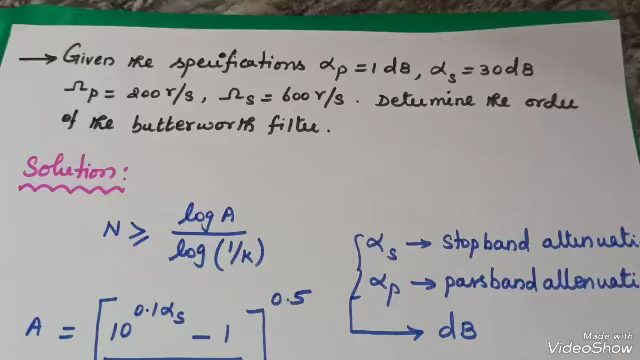 → Given the specifications αp = 1 dB, αs = 30 dB
Ωp = 200 r/s, Ωs = 600 r/s. Determine the order
of the butterworth filter.
Solution:
N ≥ log A / log (1/k)
αs → stopband attenuati
αp → passband attenuati
→ dB
A = [ 10^0.1αs − 1 ]^0.5
Made with
VideoShow